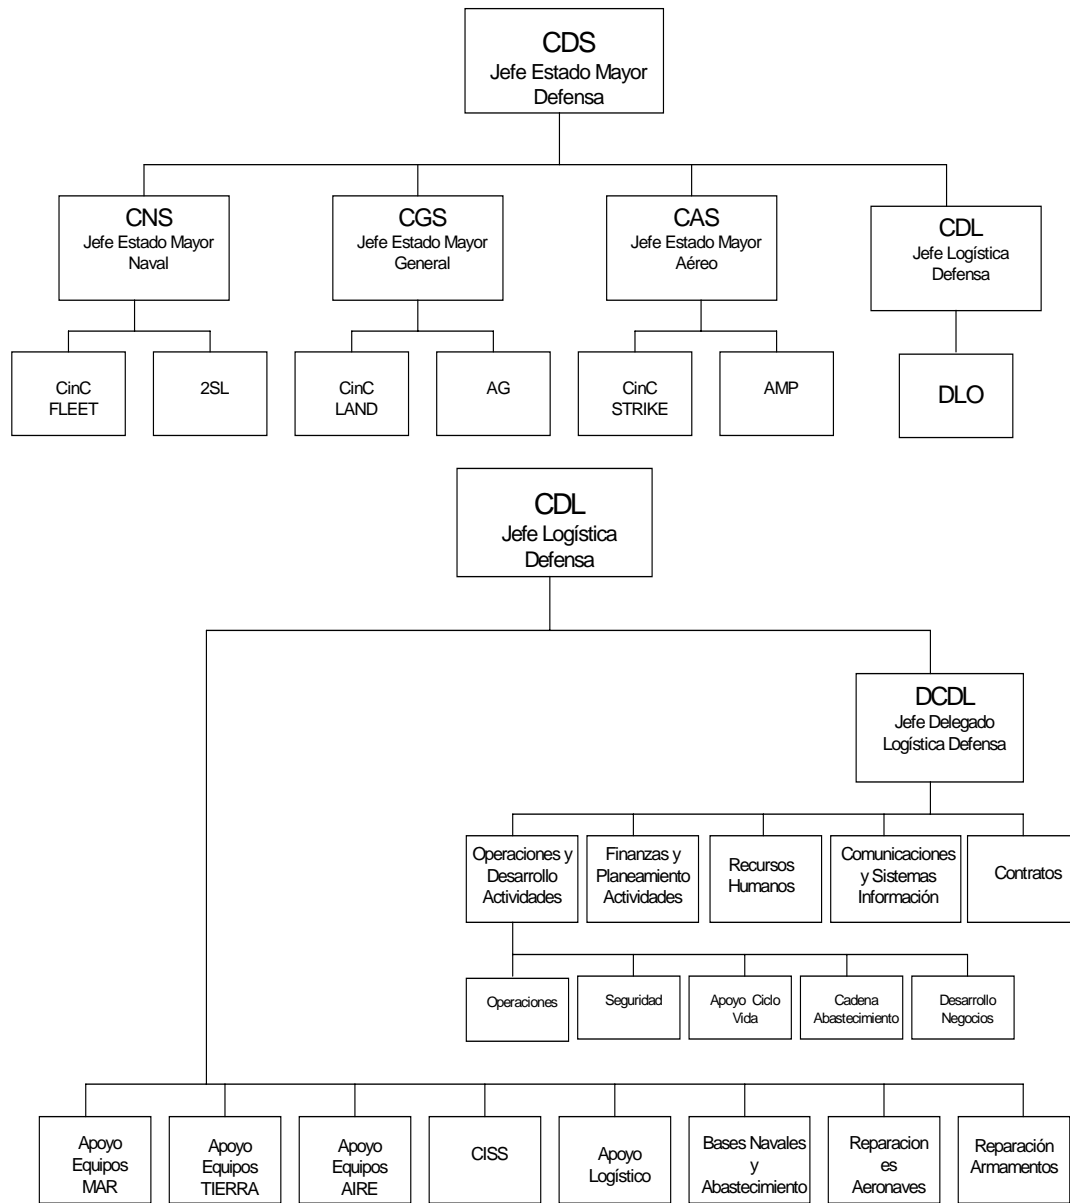 CDS
Jefe Estado Mayor
Defensa
CNS
Jefe Estado Mayor
Naval
CGS
Jefe Estado Mayor
General
CAS
Jefe Estado Mayor
Aéreo
CDL
Jefe Logística
Defensa
CinC
FLEET
2SL
CinC
LAND
AG
CinC
STRIKE
AMP
DLO
CDL
Jefe Logística
Defensa
DCDL
Jefe Delegado
Logística Defensa
Operaciones y
Desarrollo
Actividades
Finanzas y
Planeamiento
Actividades
Recursos
Humanos
Comunicaciones
y Sistemas
Información
Contratos
Operaciones
Seguridad
Apoyo Ciclo
Vida
Cadena
Abastecimiento
Desarrollo
Negocios
Apoyo
Equipos
MAR
Apoyo
Equipos
TIERRA
Apoyo
Equipos
AIRE
CISS
Apoyo
Logístico
Bases Navales
y
Abastecimiento
Reparacion
es
Aeronaves
Reparación
Armamentos